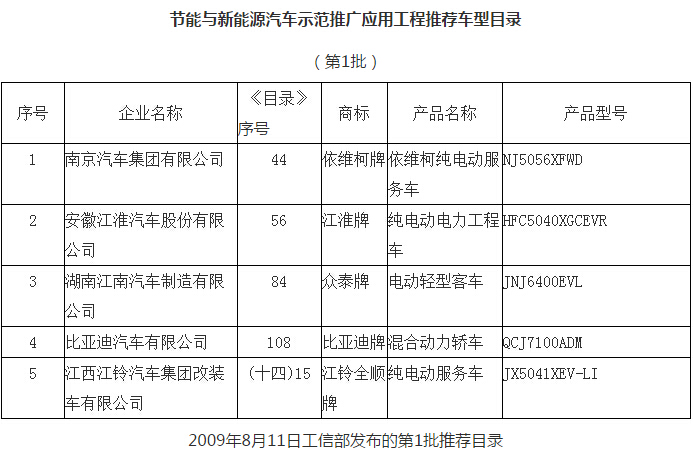 节能与新能源汽车示范推广应用工程推荐车型目录
（第1批）
序号 企业名称 《目录》序号 商标 产品名称 产品型号
1 南京汽车集团有限公司 44 依维柯牌 依维柯纯电动服务车 NJ5056XFWD
2 安徽江淮汽车股份有限公司 56 江淮牌 纯电动电力工程车 HFC5040XGCEVR
3 湖南江南汽车制造有限公司 84 众泰牌 电动轻型客车 JNJ6400EVL
4 比亚迪汽车有限公司 108 比亚迪牌 混合动力轿车 QCJ7100ADM
5 江西江铃汽车集团改装车有限公司 (十四)15 江铃全顺牌 纯电动服务车 JX5041XEV-LI
2009年8月11日工信部发布的第1批推荐目录